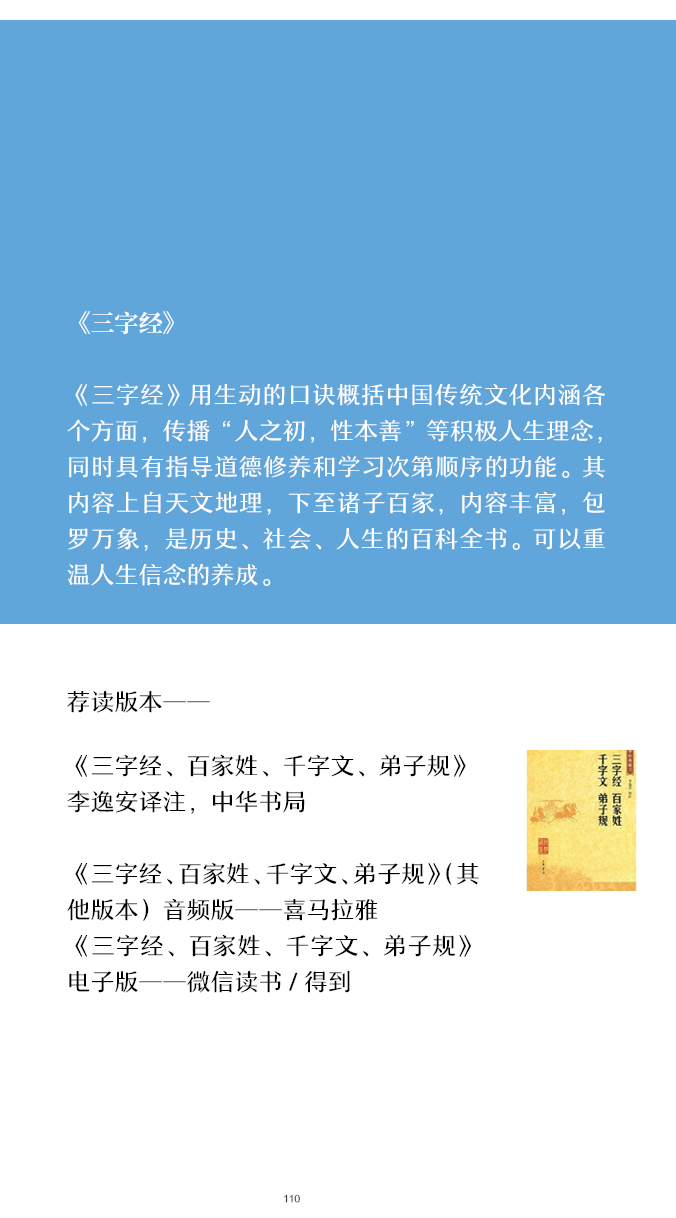 《三字经》
《三字经》用生动的口诀概括中国传统文化内涵各
个方面，传播“人之初，性本善”等积极人生理念，
同时具有指导道德修养和学习次第顺序的功能。其
内容上自天文地理，下至诸子百家，内容丰富，包
罗万象，是历史、社会、人生的百科全书。可以重
温人生信念的养成。
荐读版本——
《三字经、百家姓、千字文、弟子规》
李逸安译注，中华书局
三字经 百家姓
千字文 弟子规
《三字经、百家姓、千字文、弟子规》（其
他版本）音频版——喜马拉雅
《三字经、百家姓、千字文、弟子规》
电子版——微信读书 / 得到
110